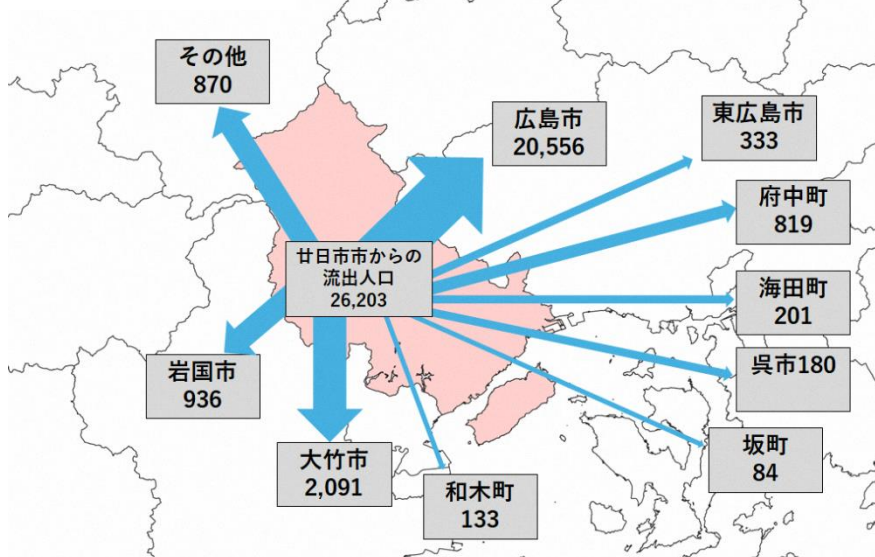 その他
870
広島市
20,556
東広島市
333
府中町
819
廿日市市からの
流出人口
26,203
海田町
201
呉市180
岩国市
936
坂町
84
大竹市
2,091
和木町
133